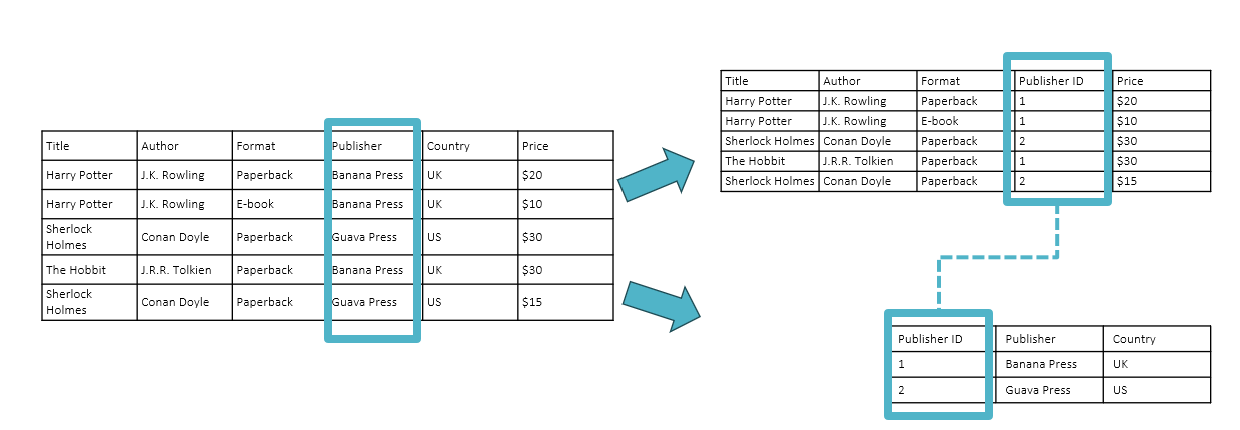 Title Author Format Publisher Country Price
Harry Potter J.K. Rowling Paperback Banana Press UK $20
Harry Potter J.K. Rowling E-book Banana Press UK $10
Sherlock
Holmes Conan Doyle Paperback Guava Press US $30
The Hobbit J.R.R. Tolkien Paperback Banana Press UK $30
Sherlock
Holmes Conan Doyle Paperback Guava Press US $15
Title Author Format Publisher ID Price
Harry Potter J.K. Rowling Paperback 1 $20
Harry Potter J.K. Rowling E-book 1 $10
Sherlock Holmes Conan Doyle Paperback 2 $30
The Hobbit J.R.R. Tolkien Paperback 1 $30
Sherlock Holmes Conan Doyle Paperback 2 $15
Publisher ID Publisher Country
1 Banana Press UK
2 Guava Press US